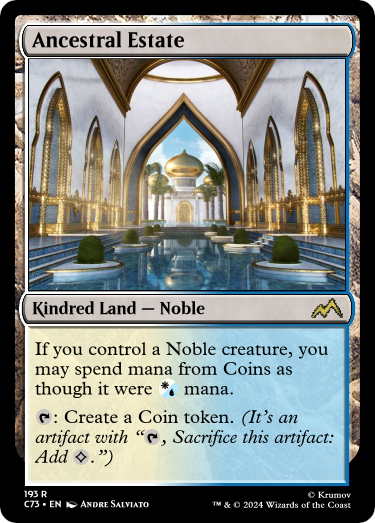 Ancestral Estate
Kindred Land — Noble
If you control a Noble creature, you
may spend mana from Coins as
though it were mana.
: Create a Coin token. (It's an
artifact with “, Sacrifice this artifact:
Add .”)
193 R
C73 • EN ANDRE SALVIATO
© Krumov
™ & © 2024 Wizards of the Coast